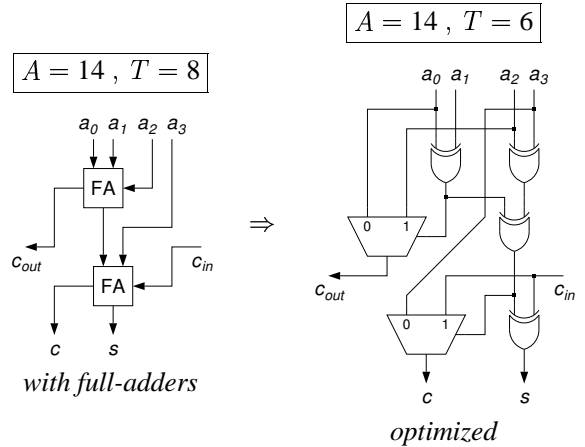 A = 14 , T = 6
A = 14 , T = 8
a0 a1 a2 a3
a0 a1 a2 a3
FA
0 1
⇒
cout
cin
FA
cout
0 1
cin
c s
with full-adders
c s
optimized